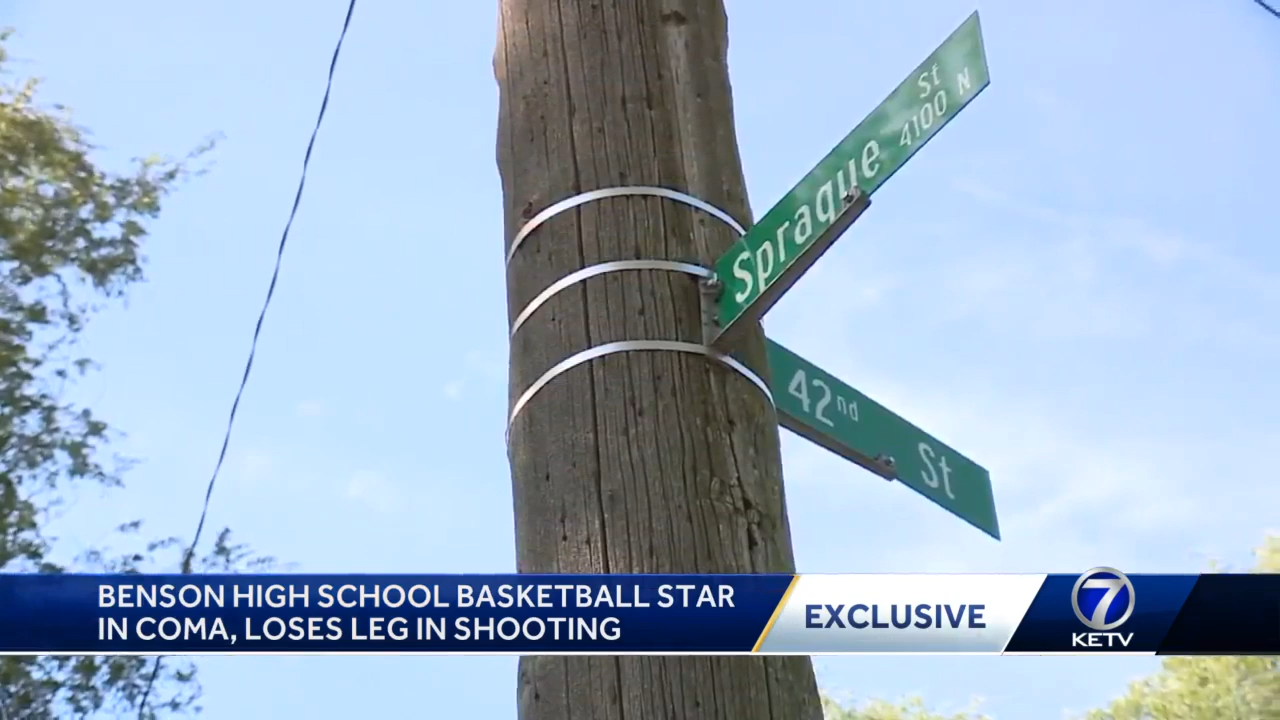 St
Sprague 4100 N
42nd St
BENSON HIGH SCHOOL BASKETBALL STAR
IN COMA, LOSES LEG IN SHOOTING
EXCLUSIVE
7
KETV